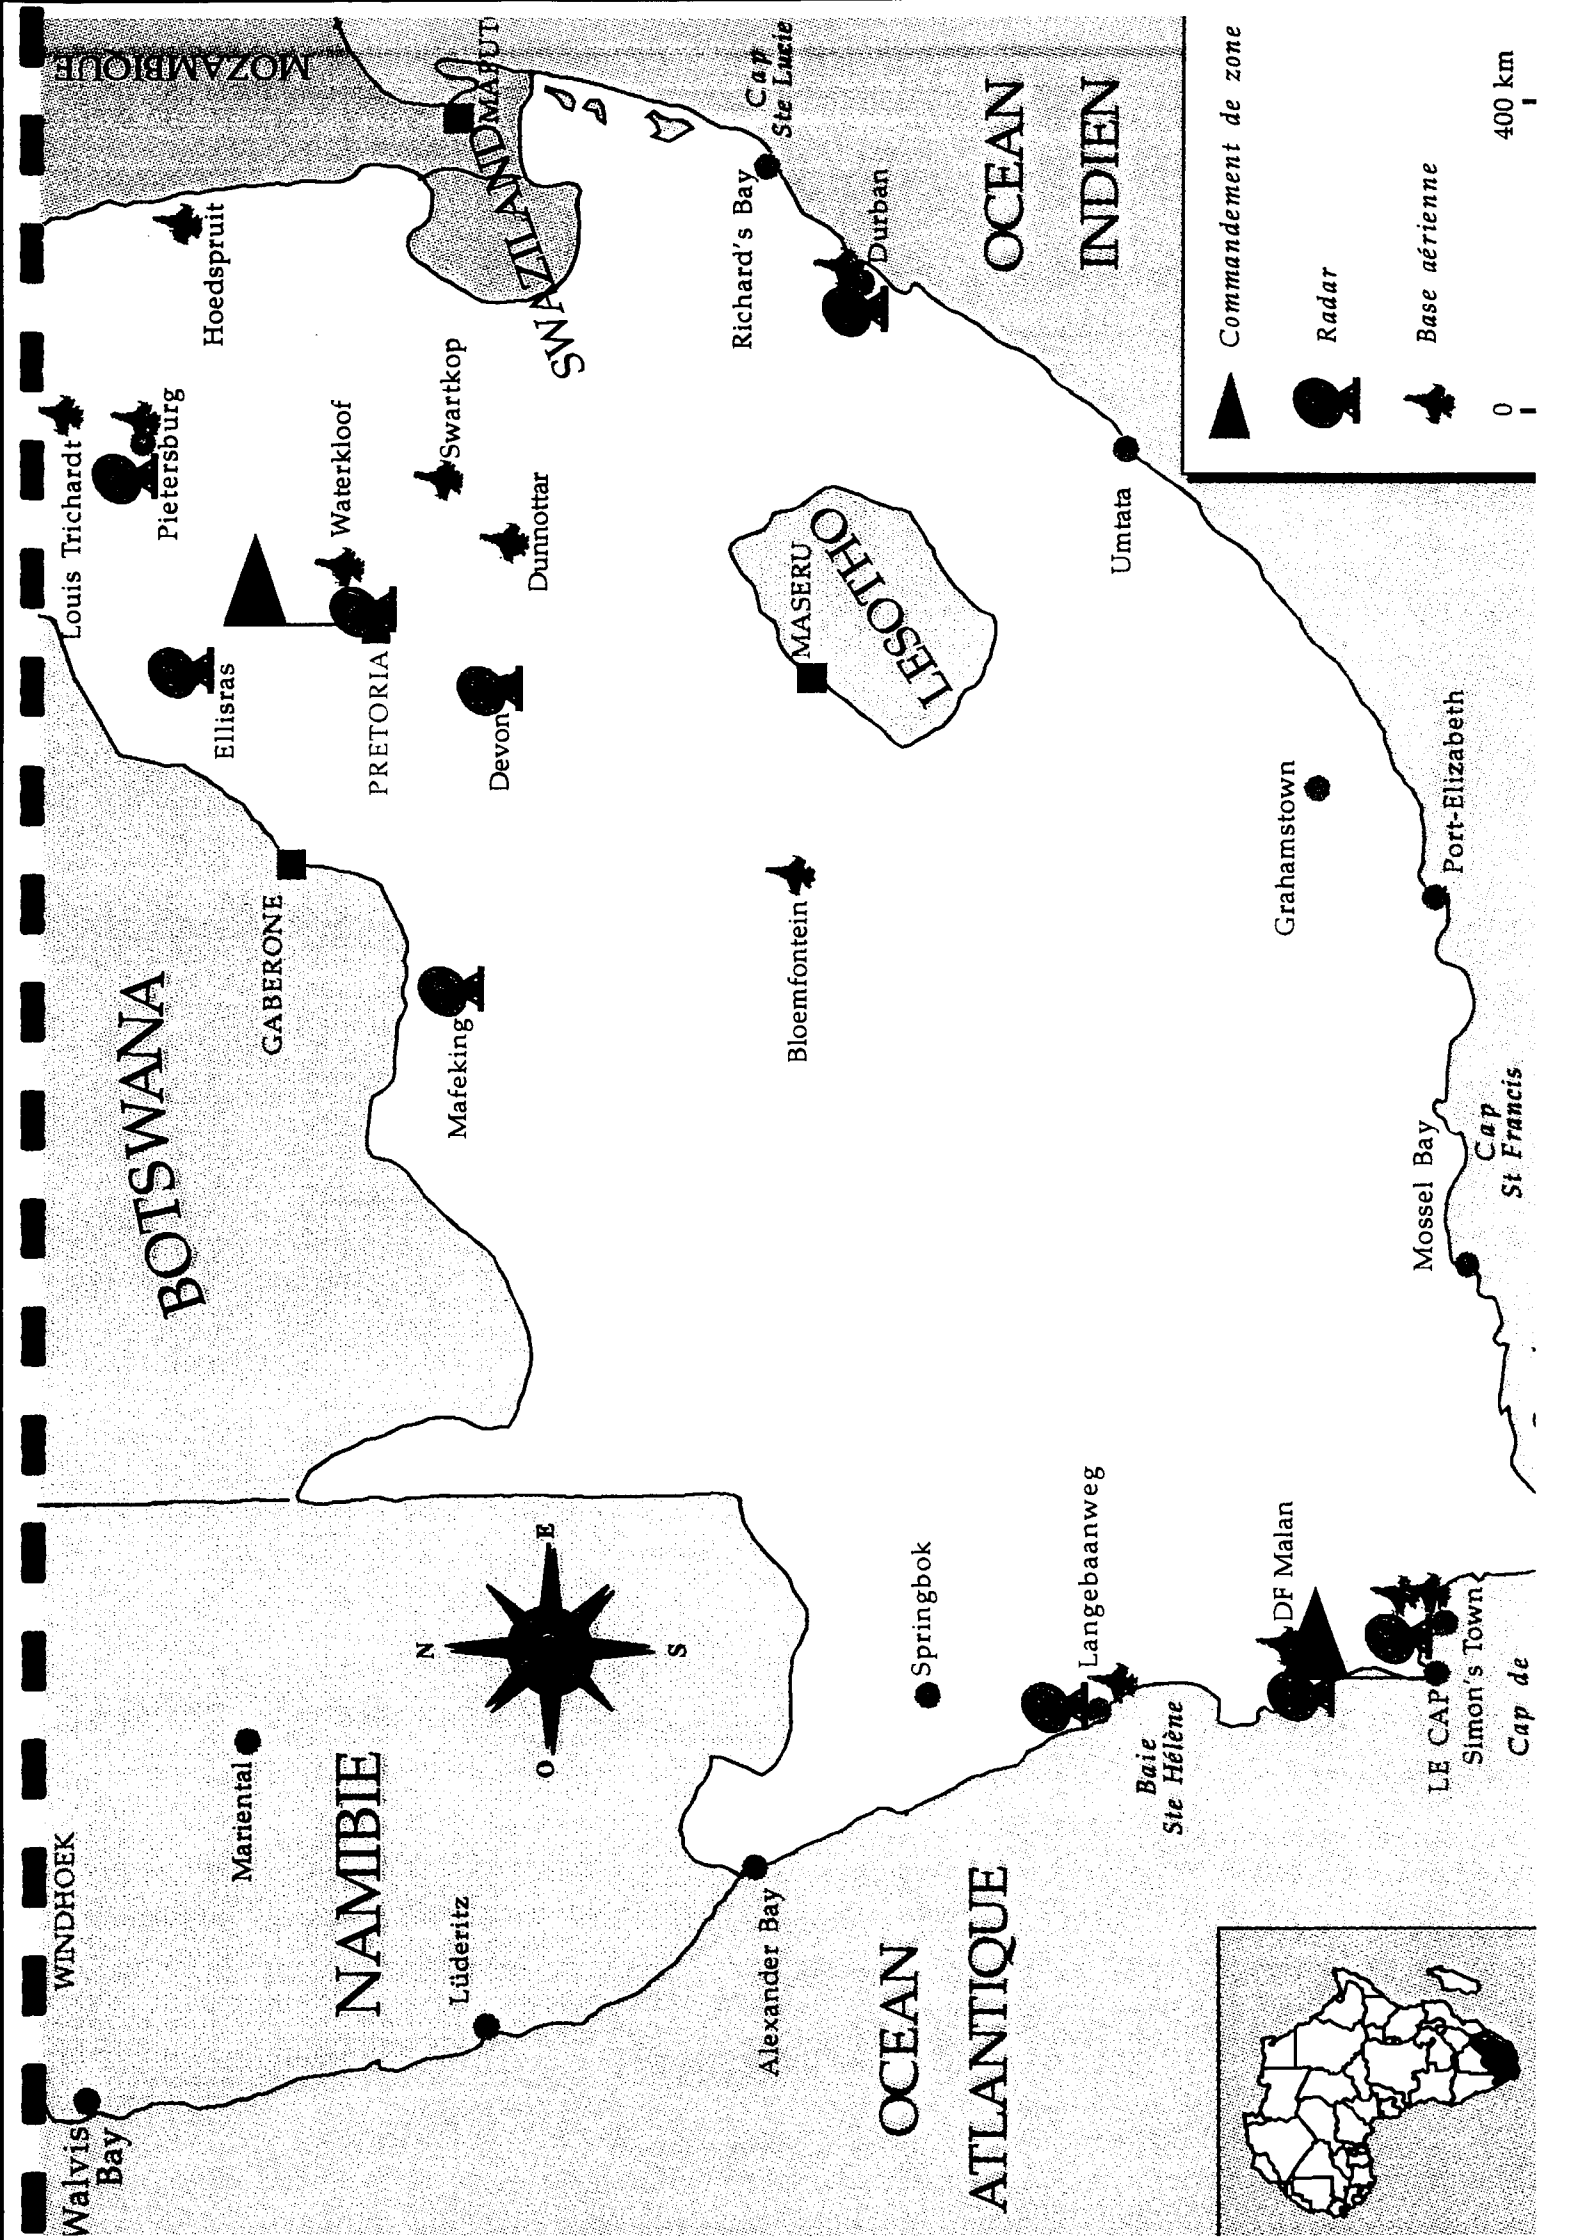 MOZAMBIQUE
Louis Trichardt
Pietersburg
Hoedspruit
Ellisras
Waterkloof
PRETORIA
Swartkop
Devon
Dunnottar
SWAZILAND
MAPUT
BOTSWANA
GABERONE
Mafeking
Bloemfontein
MASERU
LESOTHO
Richard's Bay
Cap
Ste Lucie
Durban
OCEAN
INDIEN
Umtata
Grahamstown
Port-Elizabeth
Cap
St Francis
Mossel Bay
WINDHOEK
Walvis
Bay
Mariental
NAMIBIE
Lüderitz
N
O
E
S
Alexander Bay
Springbok
Langebaanweg
Baie
Ste Hélène
DF Malan
LE CAP
Simon's Town
Cap de
OCEAN
ATLANTIQUE
Commandement de zone
Radar
Base aérienne
0
400 km